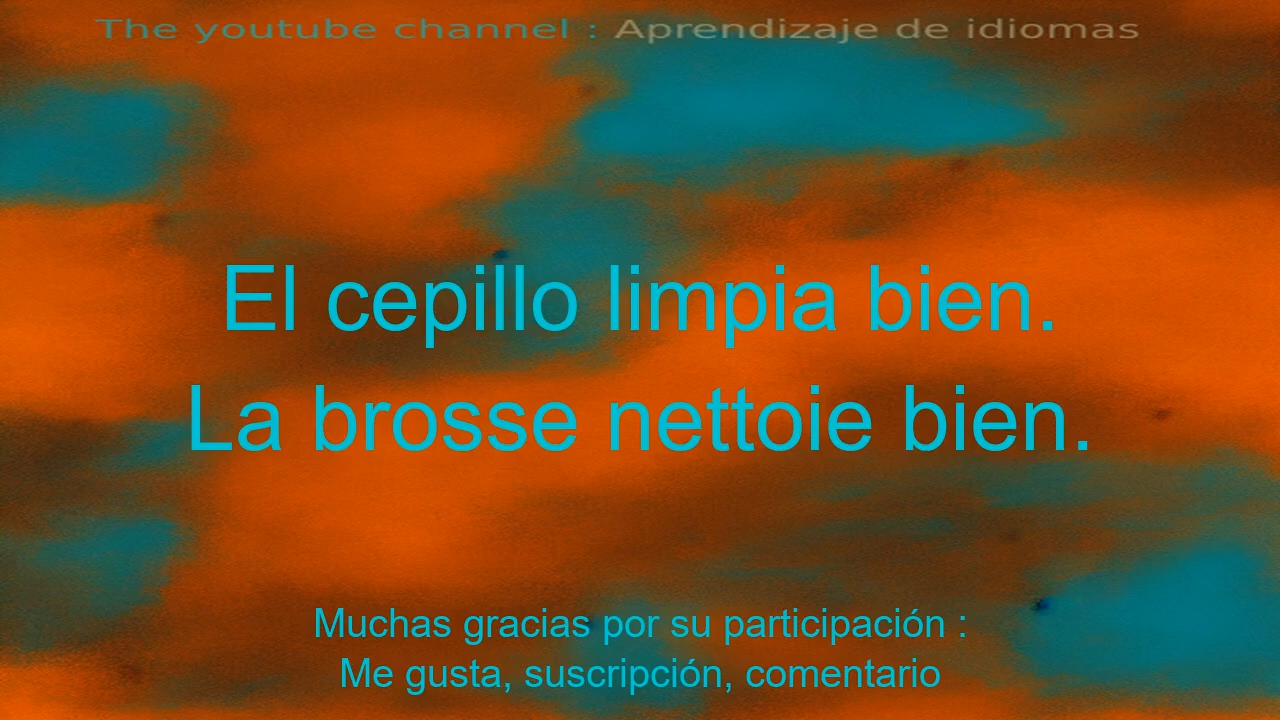 The youtube channel : Aprendizaje de idiomas
El cepillo limpia bien.
La brosse nettoie bien.
Muchas gracias por su participación :
Me gusta, suscripción, comentario